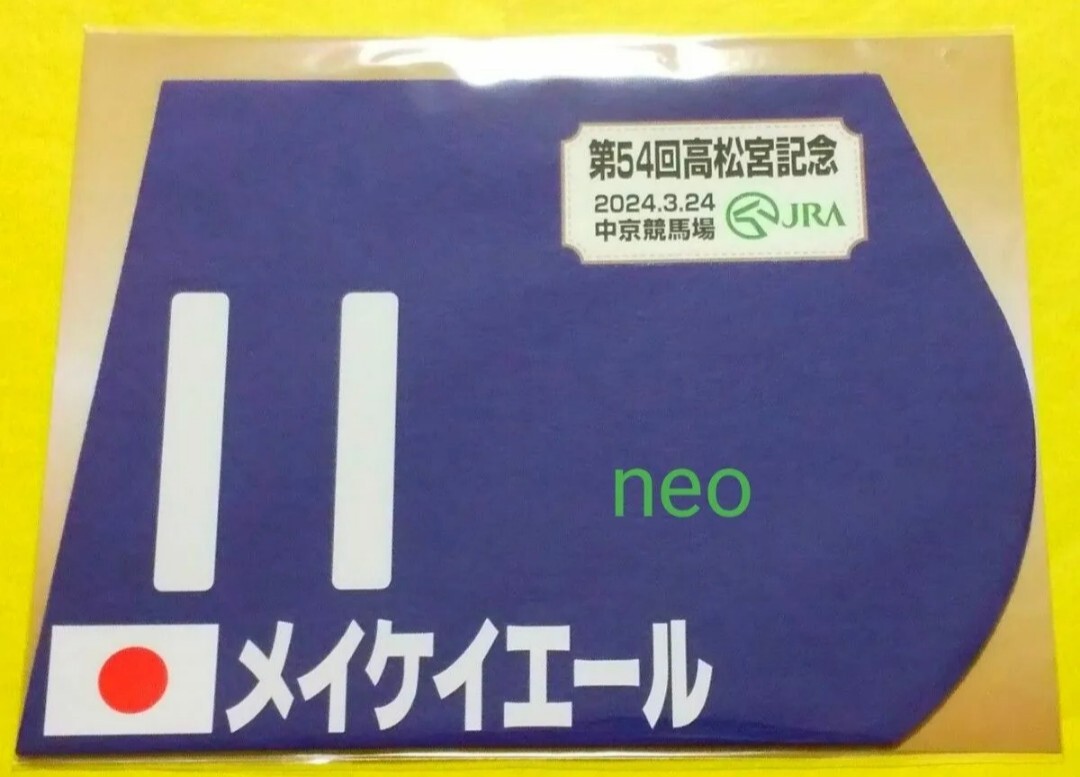 第54回高松宮記念
2024.3.24
中京競馬場
JRA
11
neo
メイケイエール